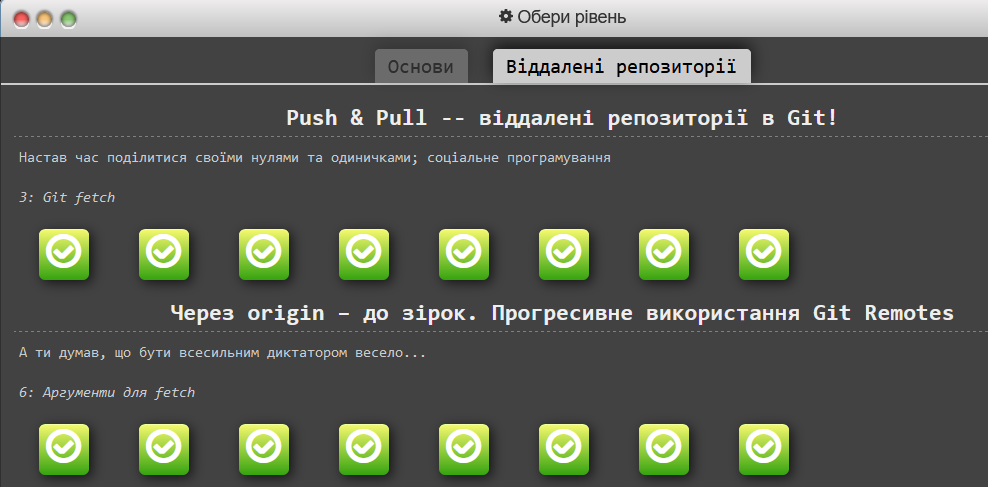 Обери рівень
Основи
Віддалені репозиторії
Push & Pull -- віддалені репозиторії в Git!
Настав час поділитися своїми нулями та одиничками; соціальне програмування
3: Git fetch
Через origin – до зірок. Прогресивне використання Git Remotes
А ти думав, що бути всесильним диктатором весело...
6: Аргументи для fetch